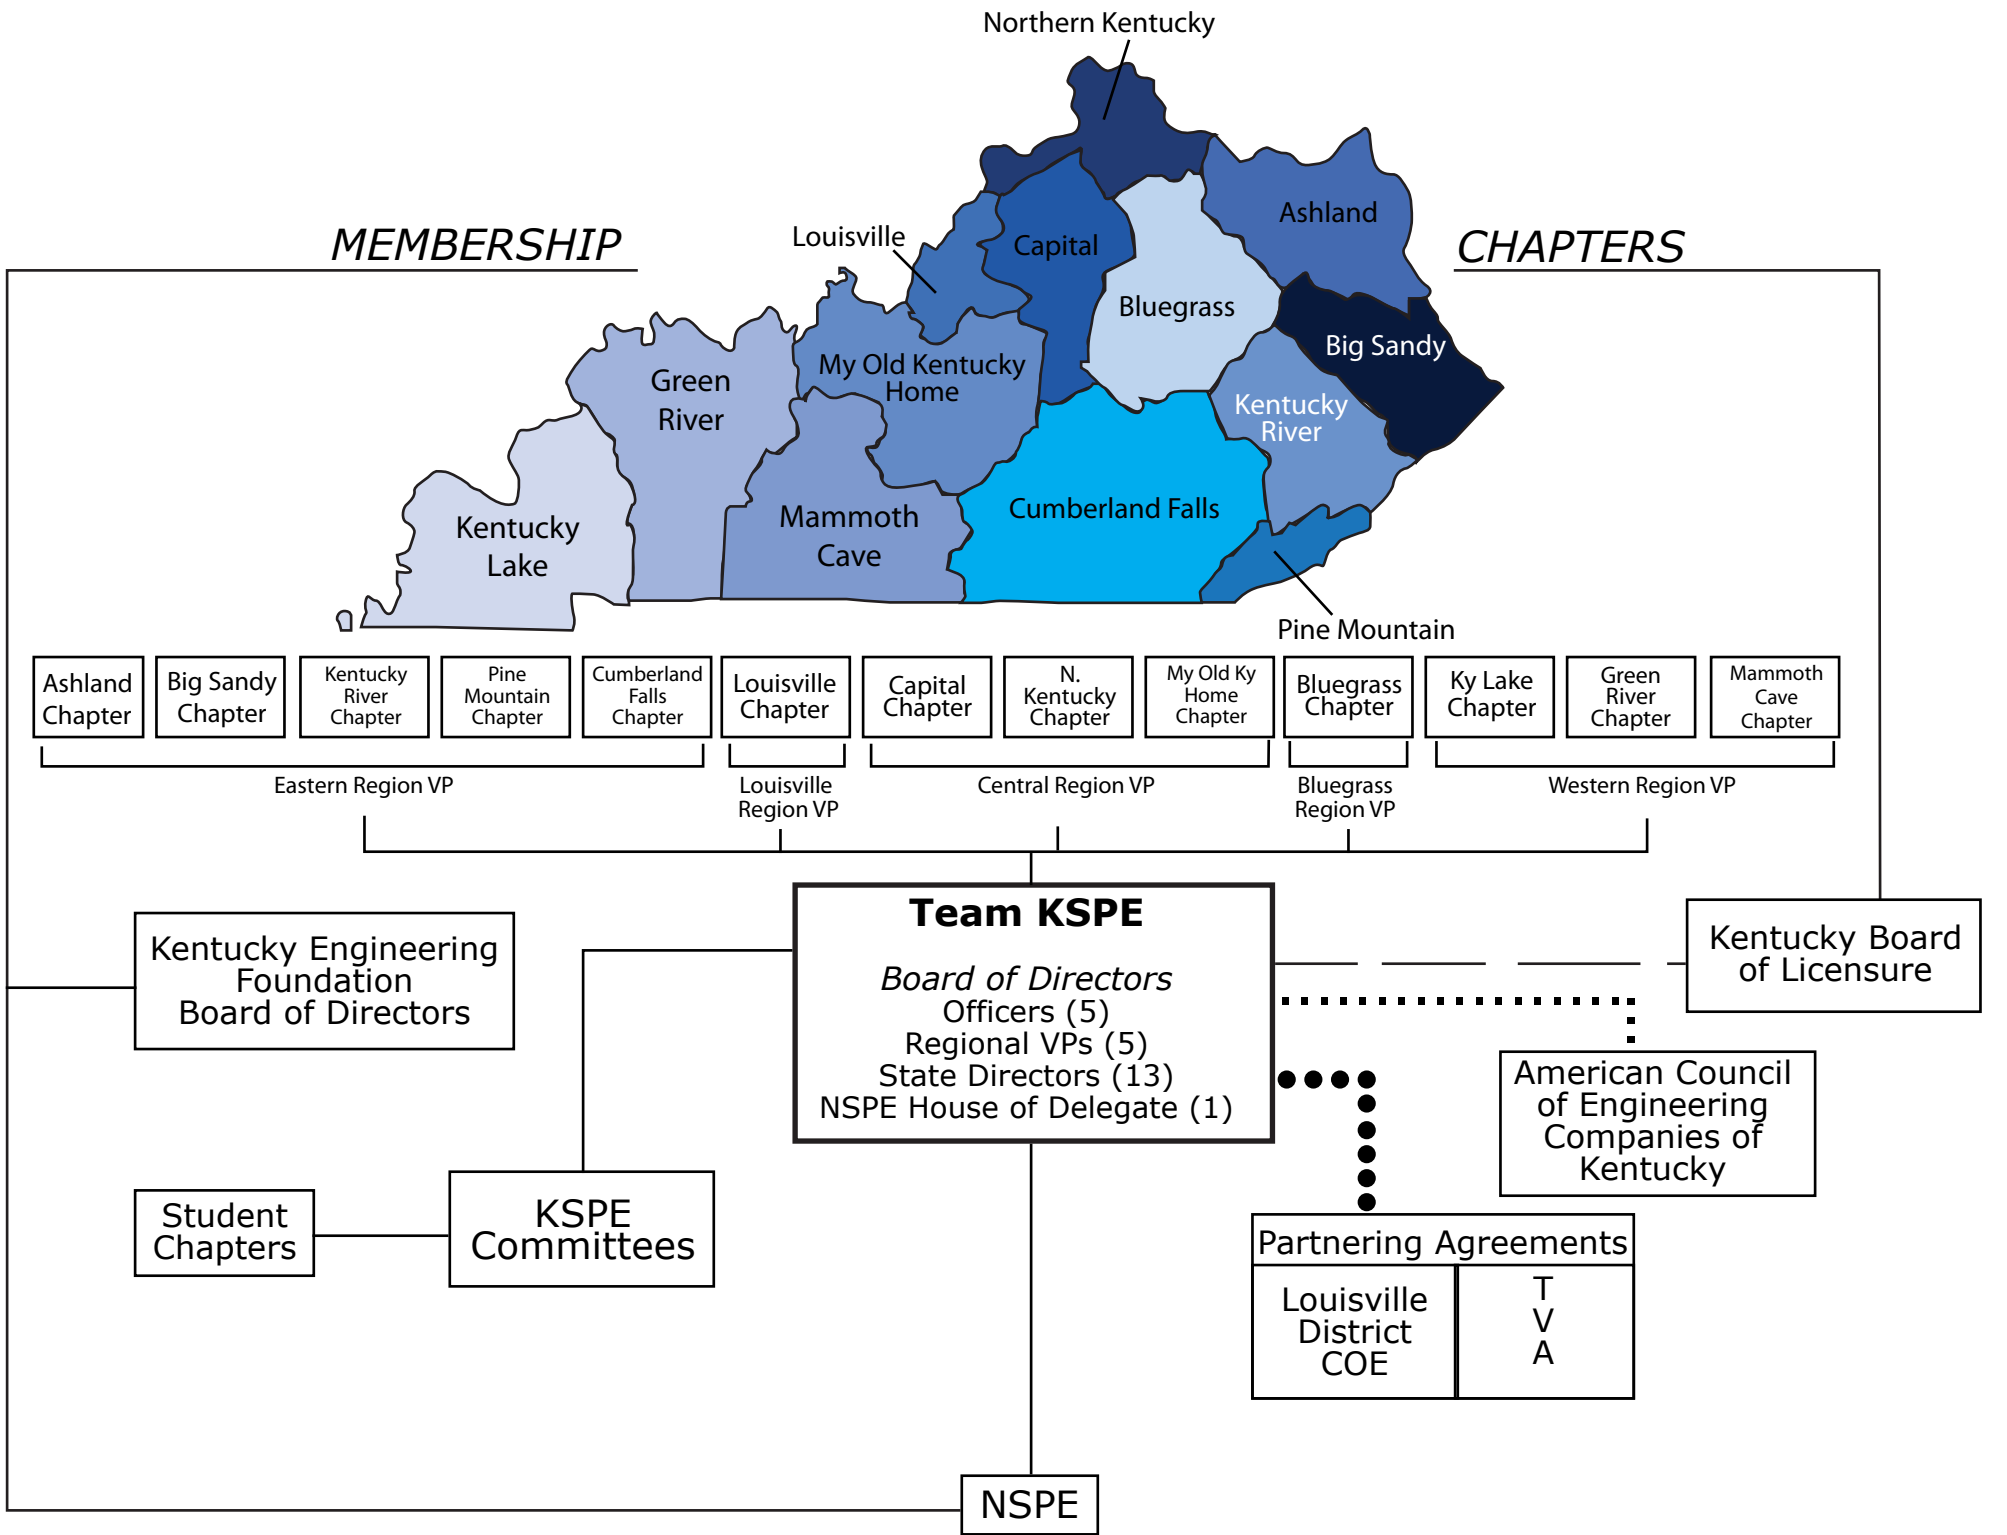 Northern Kentucky
MEMBERSHIP
CHAPTERS
Louisville
Capital
Ashland
Bluegrass
Big Sandy
My Old Kentucky
Home
Green
River
Kentucky
River
Kentucky
Lake
Mammoth
Cave
Cumberland Falls
Pine Mountain
Ashland
Chapter
Big Sandy
Chapter
Kentucky
River
Chapter
Pine
Mountain
Chapter
Cumberland
Falls
Chapter
Louisville
Chapter
Capital
Chapter
N.
Kentucky
Chapter
My Old Ky
Home
Chapter
Bluegrass
Chapter
Ky Lake
Chapter
Green
River
Chapter
Mammoth
Cave
Chapter
Eastern Region VP
Louisville
Region VP
Central Region VP
Bluegrass
Region VP
Western Region VP
Team KSPE
Board of Directors
Officers (5)
Regional VPs (5)
State Directors (13)
NSPE House of Delegate (1)
Kentucky Engineering
Foundation
Board of Directors
Kentucky Board
of Licensure
American Council
of Engineering
Companies of
Kentucky
Student
Chapters
KSPE
Committees
Partnering Agreements
Louisville
District
COE
T
V
A
NSPE